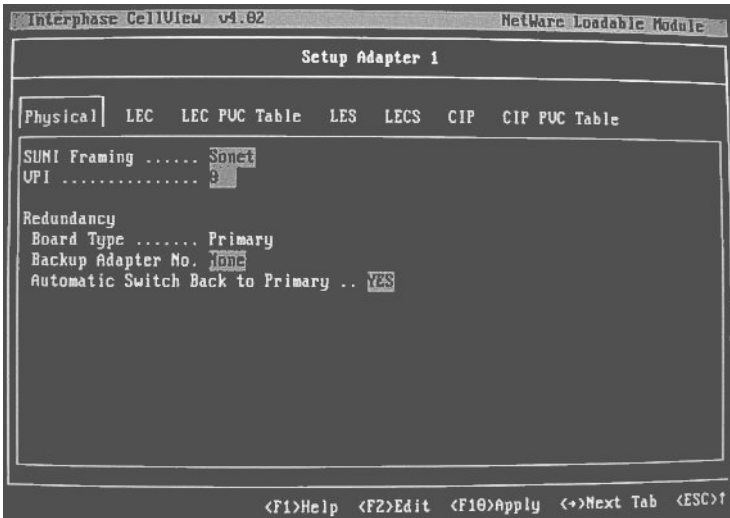 Interphase CellView v4.02 NetWare Loadable Module
Setup Adapter 1
Physical LEC LEC PVC Table LES LECS CIP CIP PVC Table
SUNI Framing ...... Sonet
VPI ............... 0
Redundancy
Board Type ....... Primary
Backup Adapter No. None
Automatic Switch Back to Primary .. YES
<F1>Help <F2>Edit <F10>Apply <→>Next Tab <ESC>↑